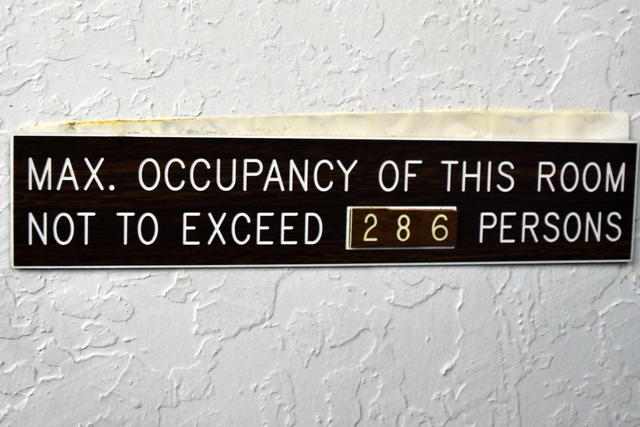 MAX. OCCUPANCY OF THIS ROOM
NOT TO EXCEED 286 PERSONS